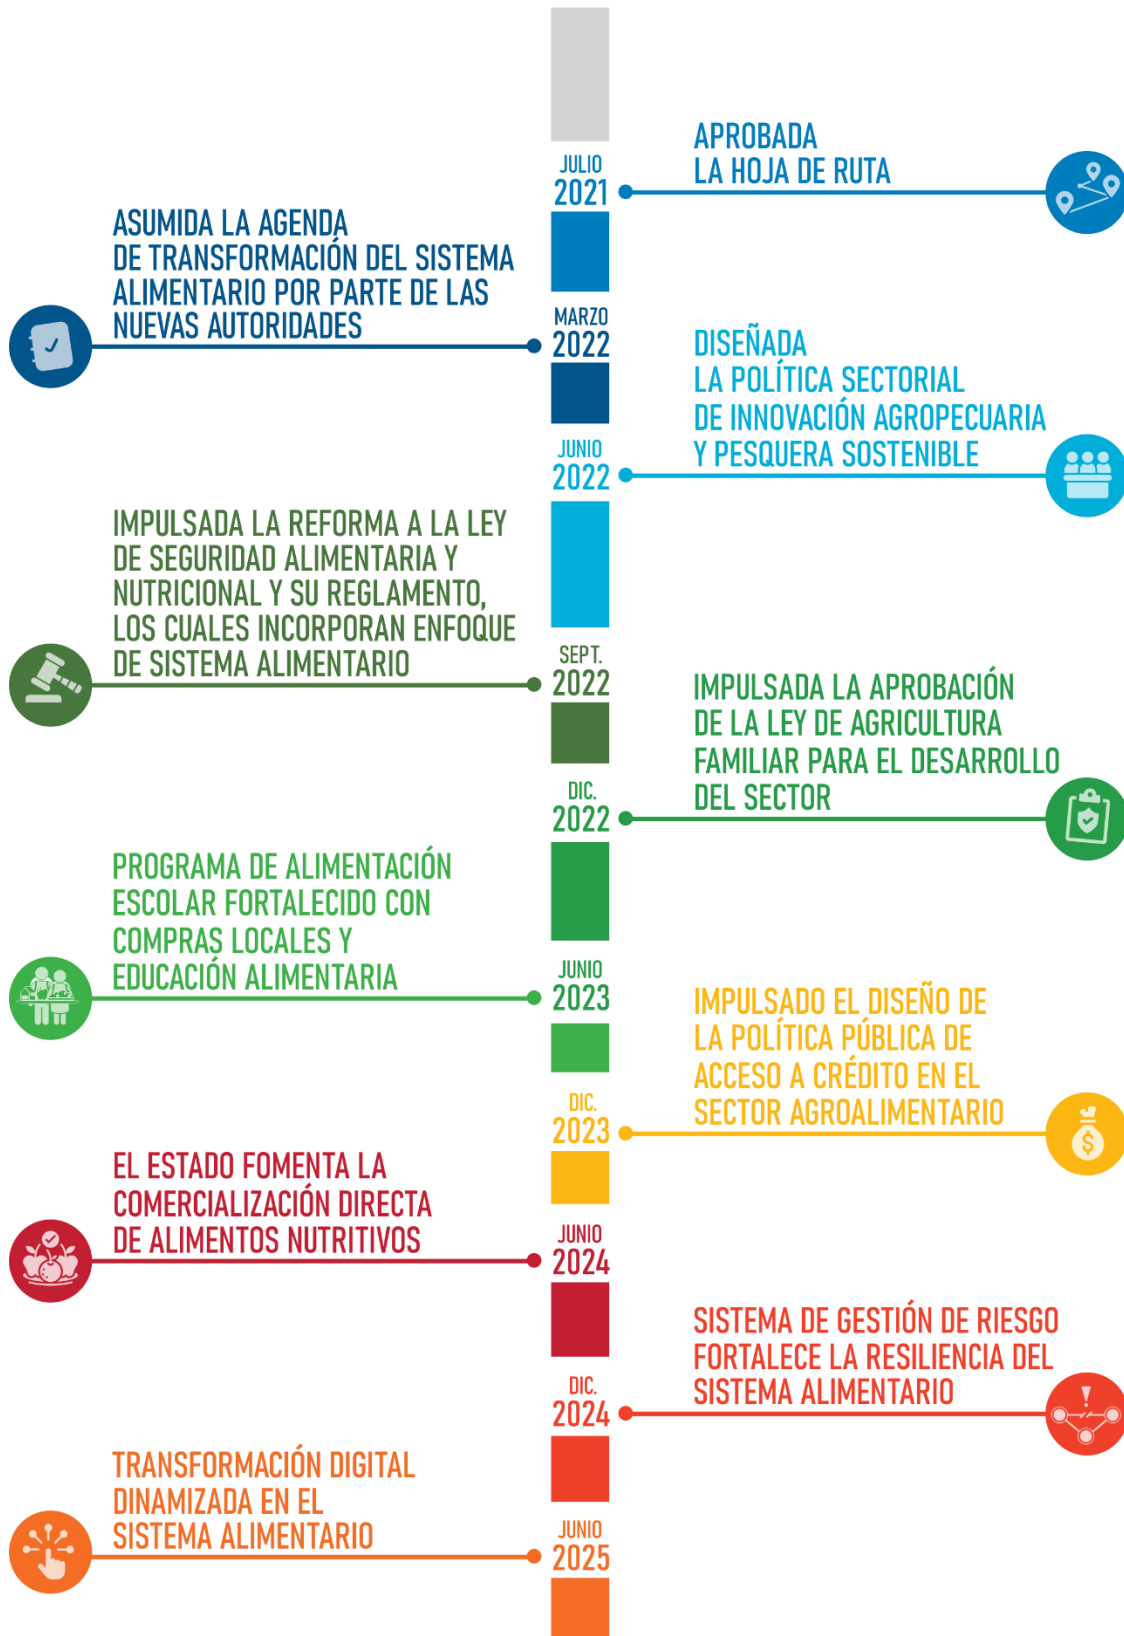 JULIO
2021
APROBADA
LA HOJA DE RUTA
ASUMIDA LA AGENDA
DE TRANSFORMACIÓN DEL SISTEMA
ALIMENTARIO POR PARTE DE LAS
NUEVAS AUTORIDADES
MARZO
2022
DISEÑADA
LA POLÍTICA SECTORIAL
DE INNOVACIÓN AGROPECUARIA
Y PESQUERA SOSTENIBLE
JUNIO
2022
IMPULSADA LA REFORMA A LA LEY
DE SEGURIDAD ALIMENTARIA Y
NUTRICIONAL Y SU REGLAMENTO,
LOS CUALES INCORPORAN ENFOQUE
DE SISTEMA ALIMENTARIO
SEPT.
2022
IMPULSADA LA APROBACIÓN
DE LA LEY DE AGRICULTURA
FAMILIAR PARA EL DESARROLLO
DEL SECTOR
DIC.
2022
PROGRAMA DE ALIMENTACIÓN
ESCOLAR FORTALECIDO CON
COMPRAS LOCALES Y
EDUCACIÓN ALIMENTARIA
JUNIO
2023
IMPULSADO EL DISEÑO DE
LA POLÍTICA PÚBLICA DE
ACCESO A CRÉDITO EN EL
SECTOR AGROALIMENTARIO
DIC.
2023
$
EL ESTADO FOMENTA LA
COMERCIALIZACIÓN DIRECTA
DE ALIMENTOS NUTRITIVOS
JUNIO
2024
SISTEMA DE GESTIÓN DE RIESGO
FORTALECE LA RESILIENCIA DEL
SISTEMA ALIMENTARIO
DIC.
2024
!
TRANSFORMACIÓN DIGITAL
DINAMIZADA EN EL
SISTEMA ALIMENTARIO
JUNIO
2025